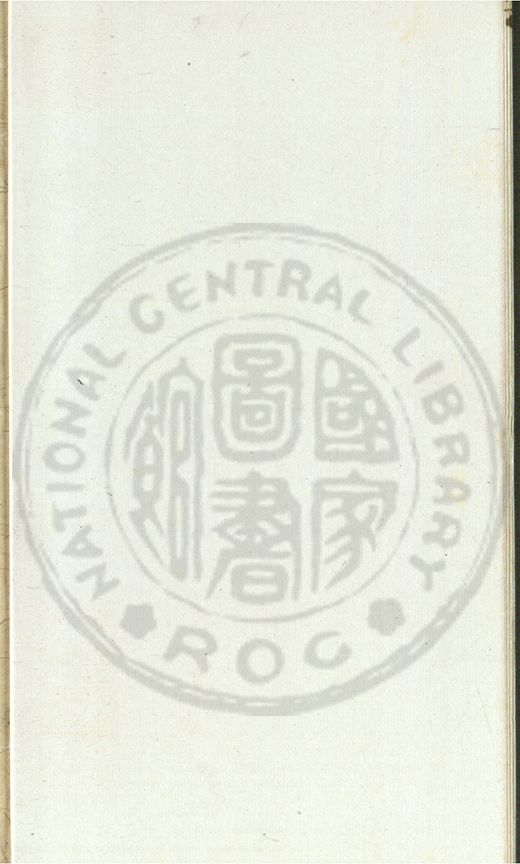 NATIONAL CENTRAL LIBRARY
國家
圖書
館
ROC